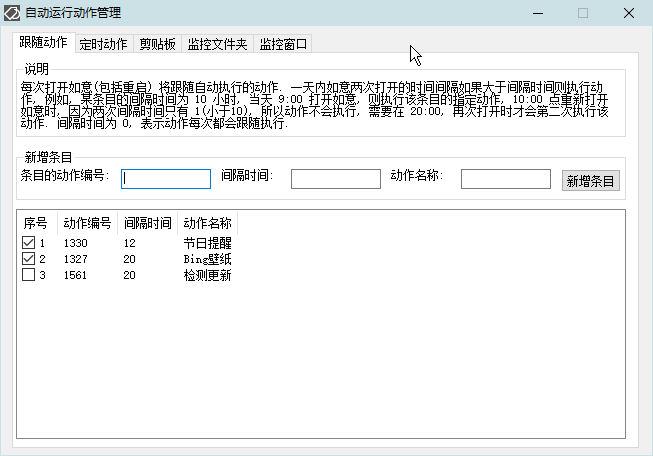 自动运行动作管理
跟随动作 定时动作 剪贴板 监控文件夹 监控窗口
说明
每次打开如意(包括重启) 将跟随自动执行的动作. 一天内如意两次打开的时间间隔如果大于间隔时间则执行动
作, 例如, 某条目的间隔时间为 10 小时, 当天 9:00 打开如意, 则执行该条目的指定动作, 10:00 点重新打开
如意时, 因为两次间隔时间只有 1(小于10), 所以动作不会执行, 需要在 20:00, 再次打开时才会第二次执行该
动作. 间隔时间为 0, 表示动作每次都会跟随执行.
新增条目
条目的动作编号: 间隔时间: 动作名称: 新增条目
序号 动作编号 间隔时间 动作名称
1 1330 12 节日提醒
2 1327 20 Bing壁纸
3 1561 20 检测更新